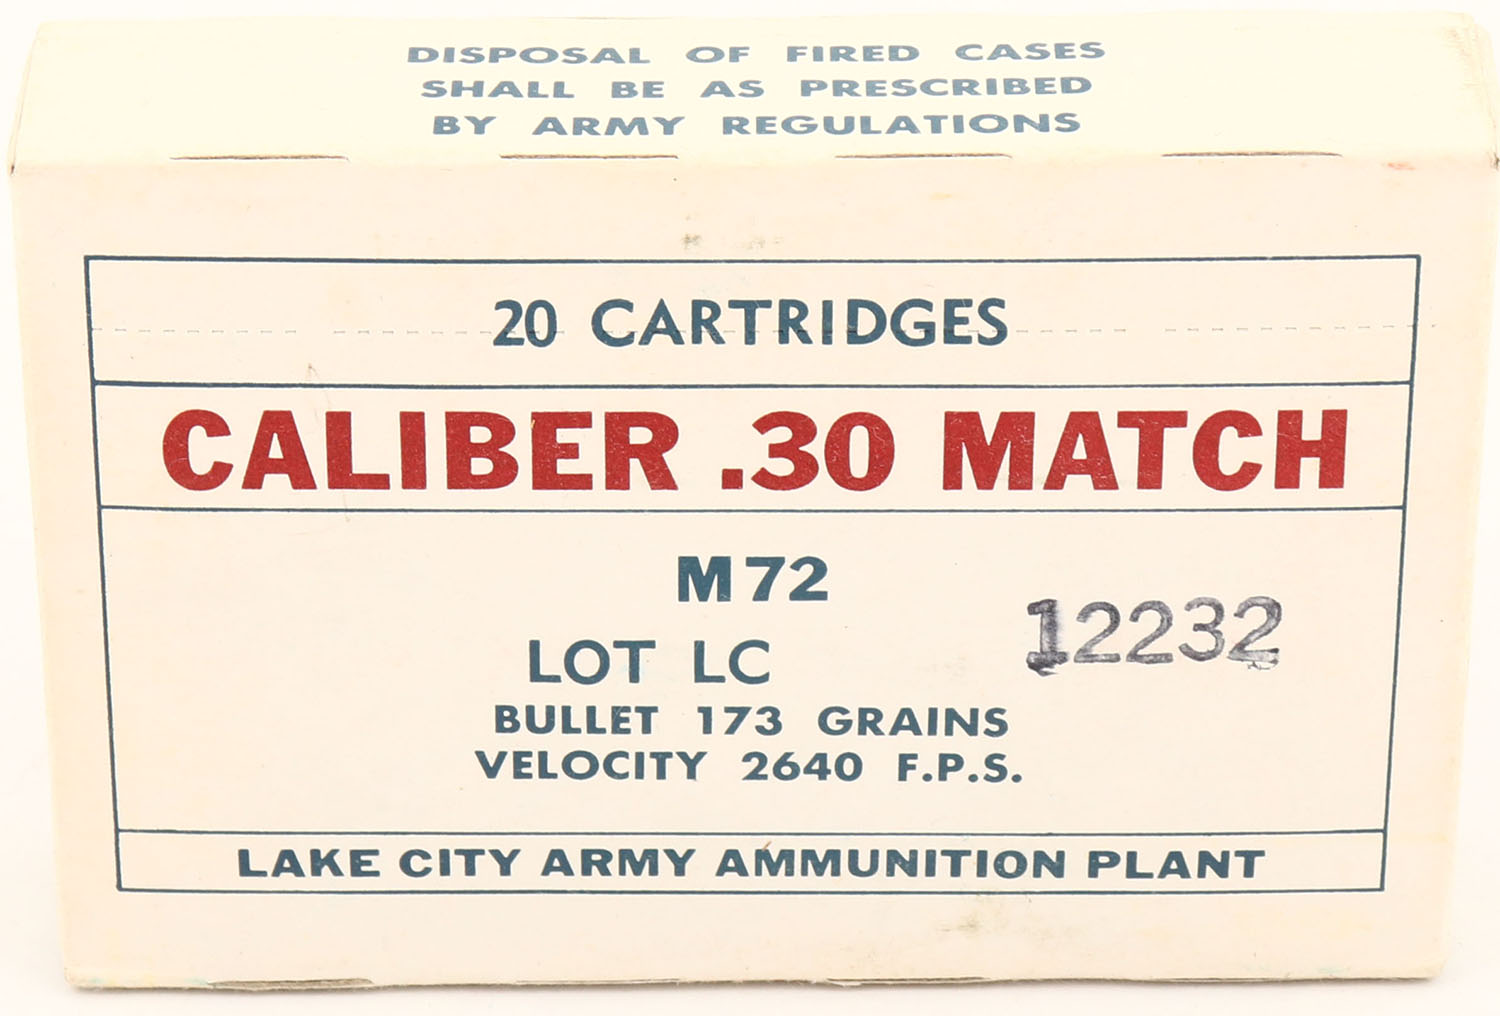 DISPOSAL OF FIRED CASES
SHALL BE AS PRESCRIBED
BY ARMY REGULATIONS
20 CARTRIDGES
CALIBER .30 MATCH
M72
LOT LC 12232
BULLET 173 GRAINS
VELOCITY 2640 F.P.S.
LAKE CITY ARMY AMMUNITION PLANT